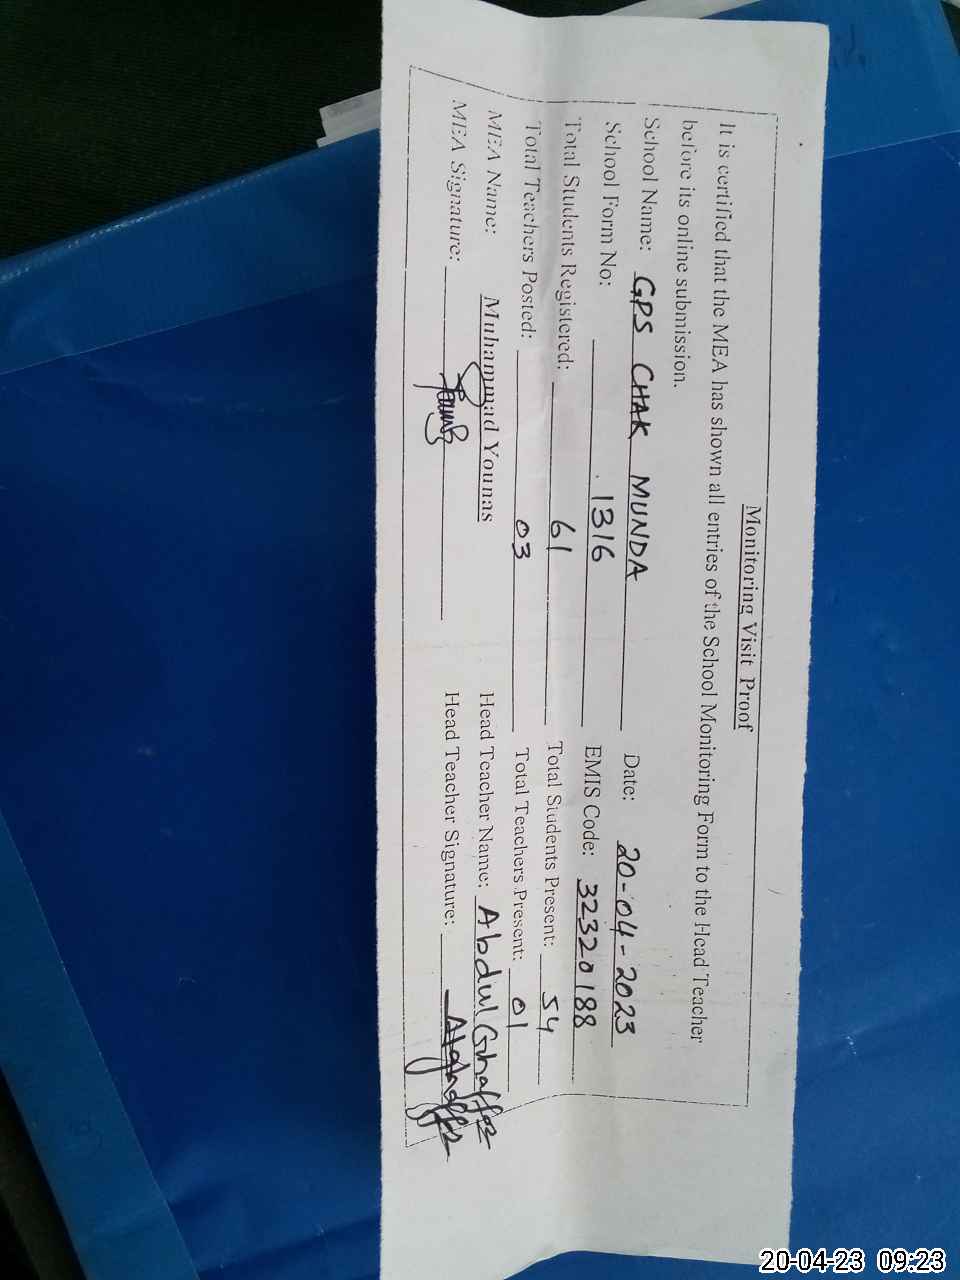 Monitoring Visit Proof
It is certified that the MEA has shown all entries of the School Monitoring Form to the Head Teacher
before its online submission.
School Name: GPS CHAK MUNDA Date: 20-04-2023
School Form No: 1316 EMIS Code: 32320188
Total Students Registered: 61 Total Students Present: 54
Total Teachers Posted: 03 Total Teachers Present: 01
MEA Name: Muhammad Younas Head Teacher Name: Abdul Ghaffar
MEA Signature: Head Teacher Signature:
20-04-23 09:23